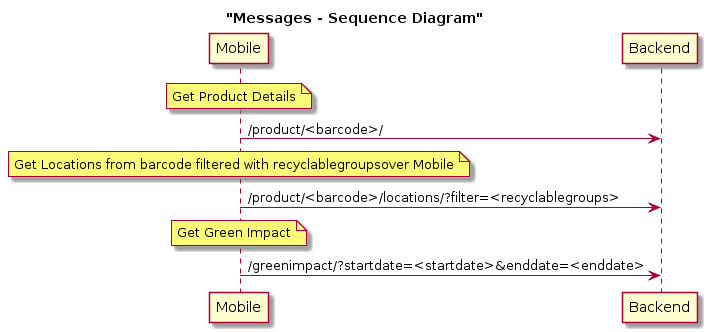 "Messages - Sequence Diagram"
Mobile Backend
Get Product Details
/product/<barcode>/
Get Locations from barcode filtered with recyclablegroupsover Mobile
/product/<barcode>/locations/?filter=<recyclablegroups>
Get Green Impact
/greenimpact/?startdate=<startdate>&enddate=<enddate>
Mobile Backend